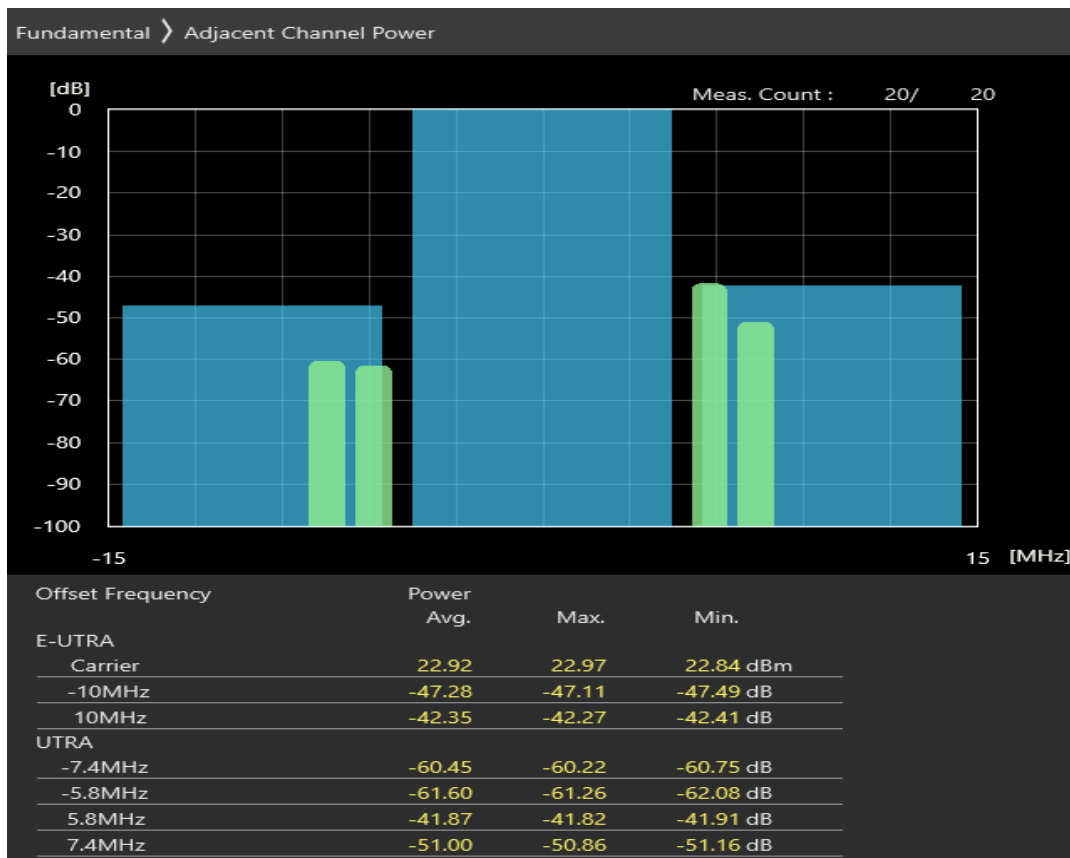 Fundamental 〉 Adjacent Channel Power
[dB]
Meas. Count : 20/ 20
0
-10
-20
-30
-40
-50
-60
-70
-80
-90
-100
-15 15 [MHz]
Offset Frequency Power
Avg. Max. Min.
E-UTRA
Carrier 22.92 22.97 22.84 dBm
-10MHz -47.28 -47.11 -47.49 dB
10MHz -42.35 -42.27 -42.41 dB
UTRA
-7.4MHz -60.45 -60.22 -60.75 dB
-5.8MHz -61.60 -61.26 -62.08 dB
5.8MHz -41.87 -41.82 -41.91 dB
7.4MHz -51.00 -50.86 -51.16 dB